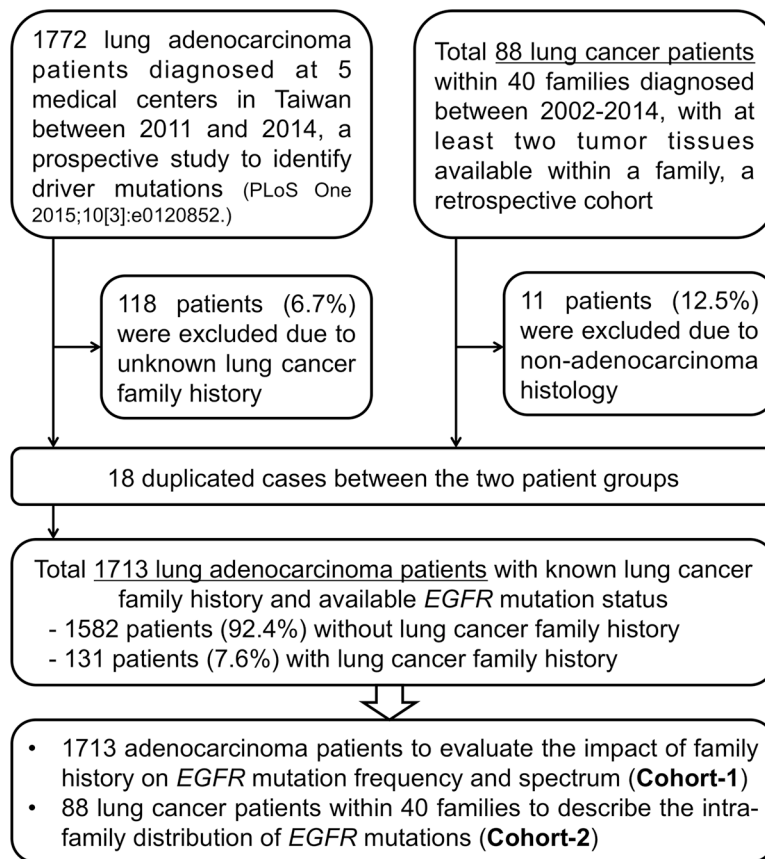 1772 lung adenocarcinoma
patients diagnosed at 5
medical centers in Taiwan
between 2011 and 2014, a
prospective study to identify
driver mutations (PLoS One
2015;10[3]:e0120852.)
Total 88 lung cancer patients
within 40 families diagnosed
between 2002-2014, with at
least two tumor tissues
available within a family, a
retrospective cohort
118 patients (6.7%)
were excluded due to
unknown lung cancer
family history
11 patients (12.5%)
were excluded due to
non-adenocarcinoma
histology
18 duplicated cases between the two patient groups
Total 1713 lung adenocarcinoma patients with known lung cancer
family history and available EGFR mutation status
- 1582 patients (92.4%) without lung cancer family history
- 131 patients (7.6%) with lung cancer family history
• 1713 adenocarcinoma patients to evaluate the impact of family
history on EGFR mutation frequency and spectrum (Cohort-1)
• 88 lung cancer patients within 40 families to describe the intra-
family distribution of EGFR mutations (Cohort-2)